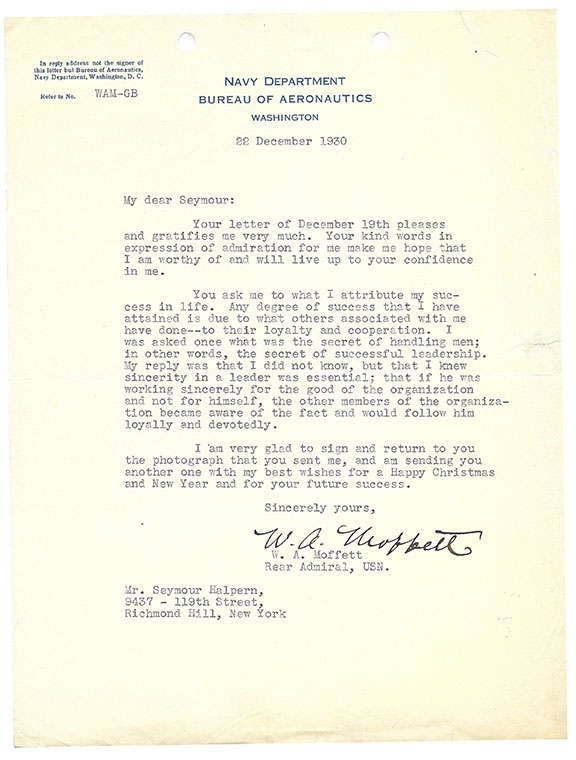 In reply address not the signer of
this letter but Bureau of Aeronautics,
Navy Department, Washington, D. C.
Refer to No. WAM-GB
NAVY DEPARTMENT
BUREAU OF AERONAUTICS
WASHINGTON
22 December 1930
My dear Seymour:
Your letter of December 19th pleases
and gratifies me very much. Your kind words in
expression of admiration for me make me hope that
I am worthy of and will live up to your confidence
in me.
You ask me to what I attribute my suc-
cess in life. Any degree of success that I have
attained is due to what others associated with me
have done--to their loyalty and cooperation. I
was asked once what was the secret of handling men;
in other words, the secret of successful leadership.
My reply was that I did not know, but that I knew
sincerity in a leader was essential; that if he was
working sincerely for the good of the organization
and not for himself, the other members of the organiza-
tion became aware of the fact and would follow him
loyally and devotedly.
I am very glad to sign and return to you
the photograph that you sent me, and am sending you
another one with my best wishes for a Happy Christmas
and New Year and for your future success.
Sincerely yours,
W. A. Moffett
W. A. Moffett
Rear Admiral, USN.
Mr. Seymour Halpern,
9437 - 119th Street,
Richmond Hill, New York